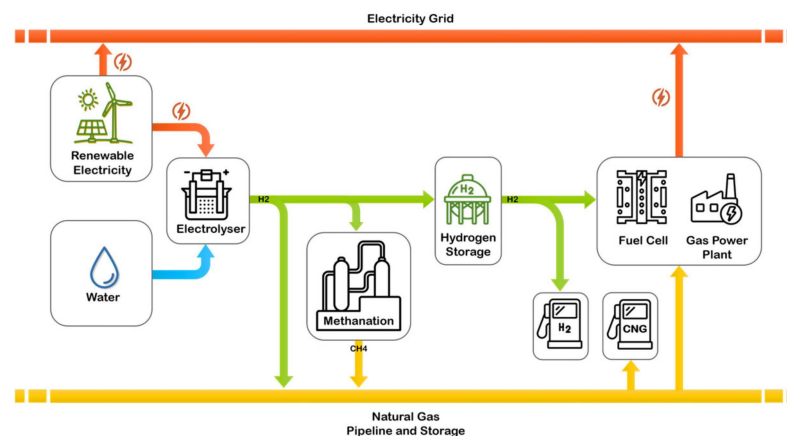 Electricity Grid
Renewable
Electricity
- +
Electrolyser
H2
Water
Methanation
CH4
H2
Hydrogen
Storage
H2
Fuel Cell
Gas Power
Plant
H2
CNG
Natural Gas
Pipeline and Storage